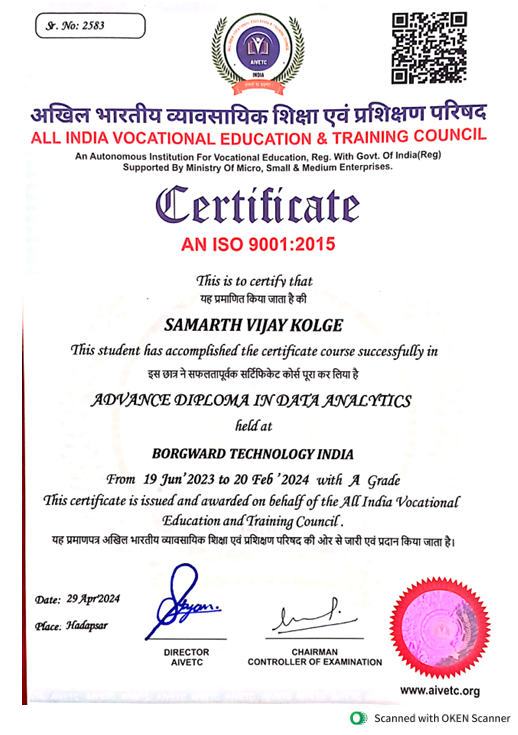 Sr. No: 2583
AIVETC
INDIA
अखिल भारतीय व्यावसायिक शिक्षा एवं प्रशिक्षण परिषद
ALL INDIA VOCATIONAL EDUCATION & TRAINING COUNCIL
An Autonomous Institution For Vocational Education, Reg. With Govt. Of India(Reg)
Supported By Ministry Of Micro, Small & Medium Enterprises.
Certificate
AN ISO 9001:2015
This is to certify that
यह प्रमाणित किया जाता है की
SAMARTH VIJAY KOLGE
This student has accomplished the certificate course successfully in
इस छात्र ने सफलतापूर्वक सर्टिफिकेट कोर्स पूरा कर लिया है
ADVANCE DIPLOMA IN DATA ANALYTICS
held at
BORGWARD TECHNOLOGY INDIA
From 19 Jun'2023 to 20 Feb '2024 with A Grade
This certificate is issued and awarded on behalf of the All India Vocational
Education and Training Council .
यह प्रमाणपत्र अखिल भारतीय व्यावसायिक शिक्षा एवं प्रशिक्षण परिषद की ओर से जारी एवं प्रदान किया जाता है।
Date: 29 Apr'2024
Place: Hadapsar
DIRECTOR
AIVETC
CHAIRMAN
CONTROLLER OF EXAMINATION
www.aivetc.org
Scanned with OKEN Scanner